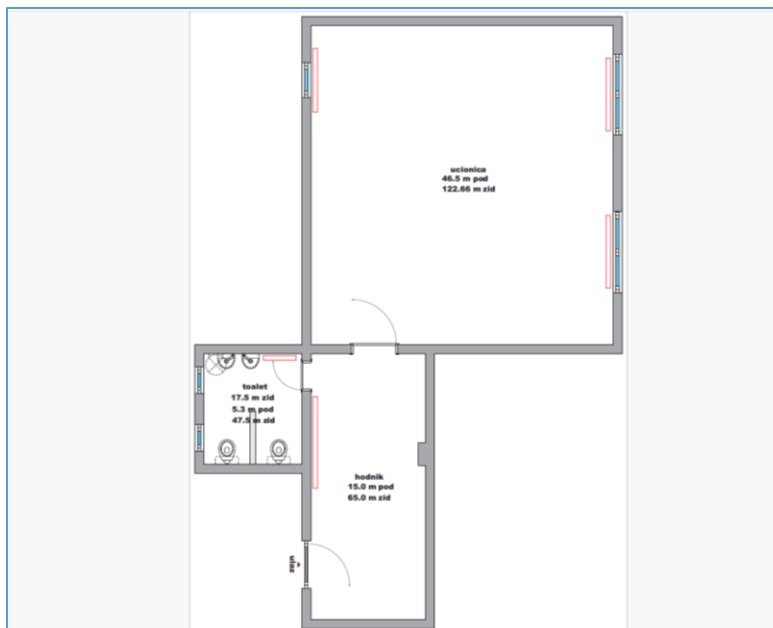 ucionica
46.5 m pod
122.66 m zid
toalet
17.5 m zid
5.3 m pod
47.5 m zid
hodnik
15.0 m pod
65.0 m zid
ulaz